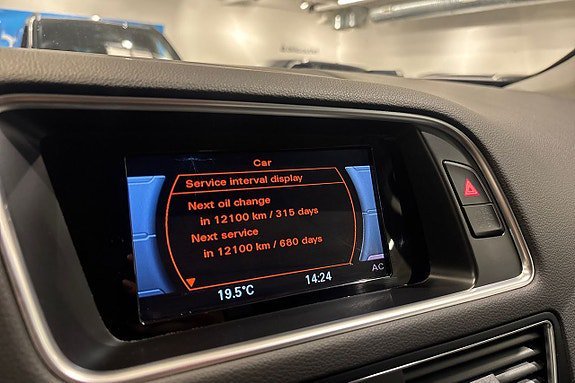 Car
Service interval display
Next oil change
in 12100 km / 315 days
Next service
in 12100 km / 680 days
AC
19.5°C 14:24